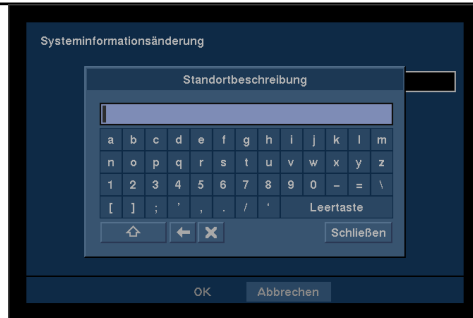 Systeminformationsänderung
Standortbeschreibung
a b c d e f g h i j k l m
n o p q r s t u v w x y z
1 2 3 4 5 6 7 8 9 0 - = \
[ ] ; ' , . / ' Leertaste
Schließen
OK Abbrechen